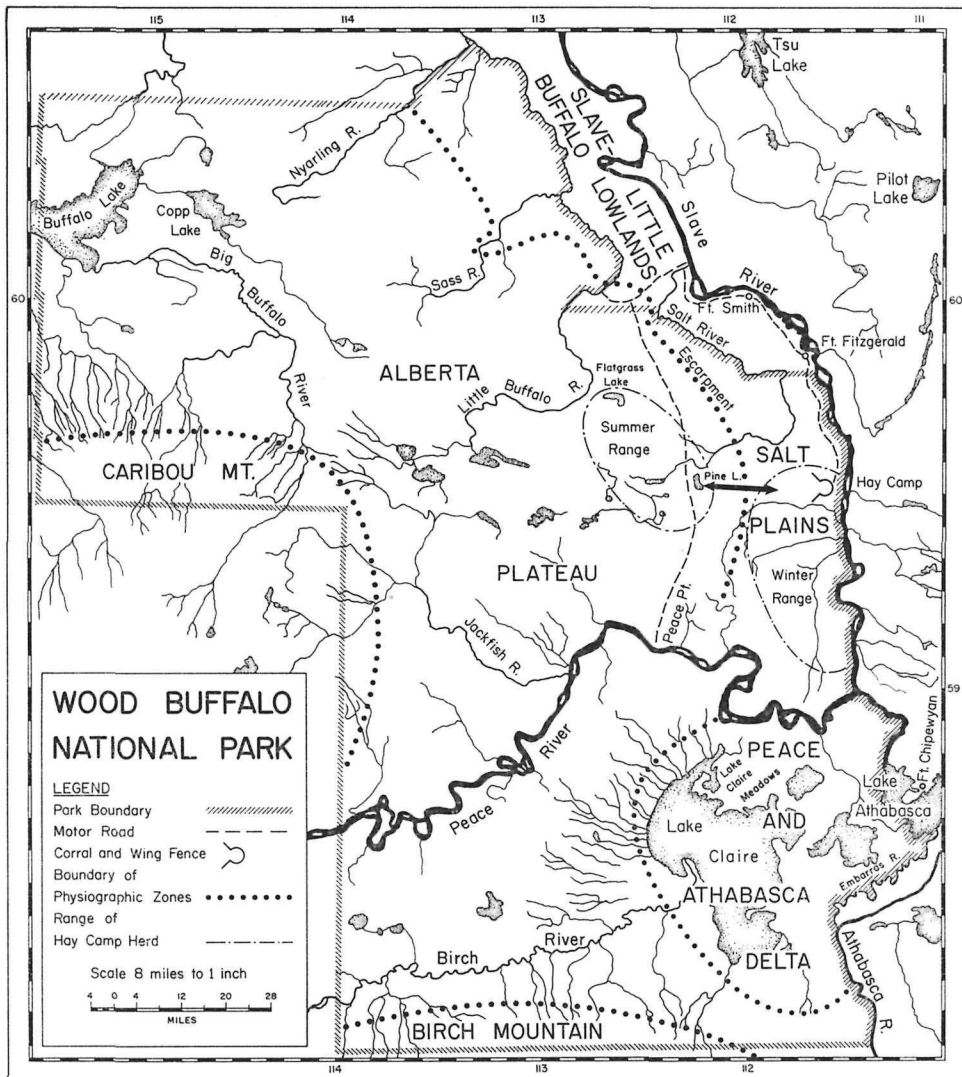 115
114
113
112
111
Tsu
Lake
SLAVE-
BUFFALO
LITTLE
LOWLANDS
Nyarling R.
Slave
River
Pilot
Lake
Buffalo Lake
Copp
Lake
Big
Buffalo
River
Sass R.
60
60
Ft. Smith
Salt River
Ft. Fitzgerald
ALBERTA
Escarpment
Flatgrass
Lake
Little Buffalo R.
Summer
Range
CARIBOU MT.
SALT
PLAINS
Pine L.
Hay Camp
PLATEAU
Winter
Range
Peace Pt.
Jackfish R.
59
Peace
River
PEACE
AND
ATHABASCA
DELTA
Lake
Claire
Meadows
Lake
Claire
Lake
Athabasca
Ft. Chipewyan
Embarras R.
Athabasca
R.
Birch River
BIRCH MOUNTAIN
WOOD BUFFALO
NATIONAL PARK
LEGEND
Park Boundary
Motor Road
Corral and Wing Fence
Boundary of
Physiographic Zones
Range of
Hay Camp Herd
Scale 8 miles to 1 inch
4 0 4 12 20 28
MILES
114
113
112